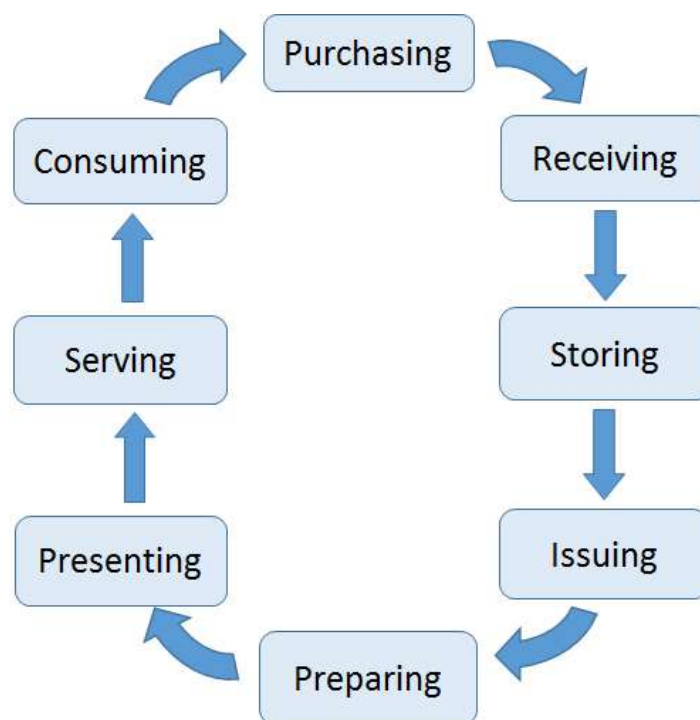 Purchasing
Receiving
Storing
Issuing
Preparing
Presenting
Serving
Consuming